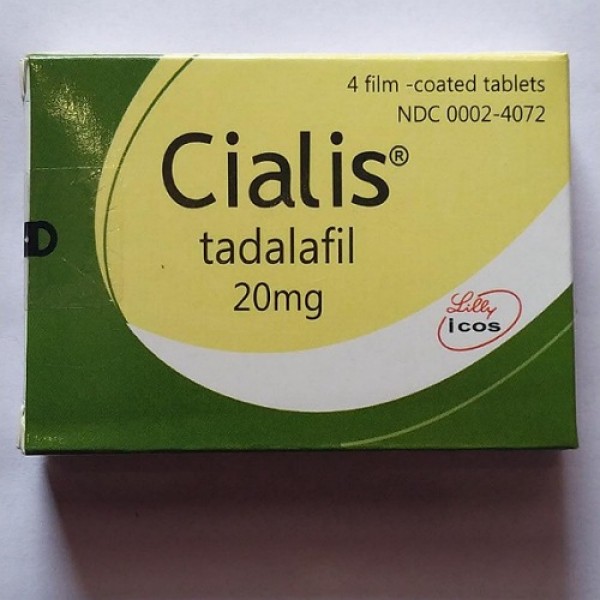 4 film -coated tablets
NDC 0002-4072
Cialis®
tadalafil
20mg
Lilly
icos